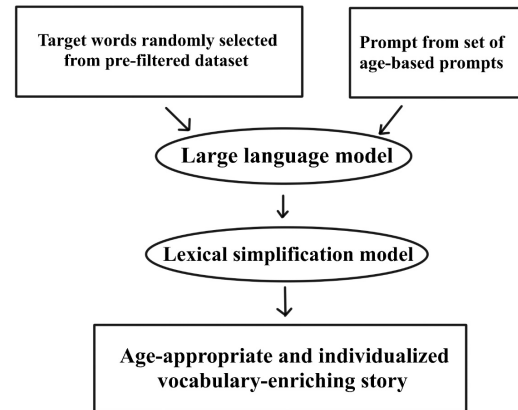 Target words randomly selected
from pre-filtered dataset
Prompt from set of
age-based prompts
Large language model
Lexical simplification model
Age-appropriate and individualized
vocabulary-enriching story